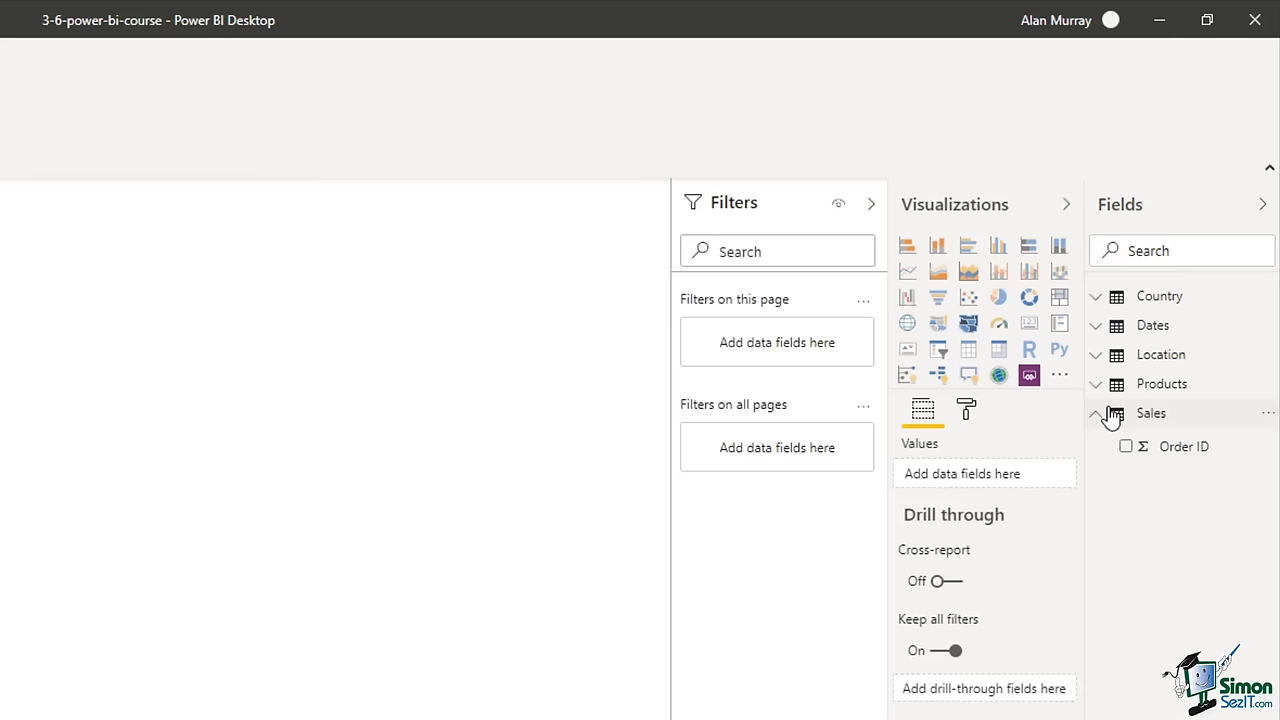 3-6-power-bi-course - Power BI Desktop
Alan Murray
Filters
Search
Filters on this page
...
Add data fields here
Filters on all pages
...
Add data fields here
Visualizations
123
R
Py
...
Values
Add data fields here
Drill through
Cross-report
Off
Keep all filters
On
Add drill-through fields here
Fields
Search
Country
Dates
Location
Products
Sales
...
Σ Order ID
Simon
SezIT.com